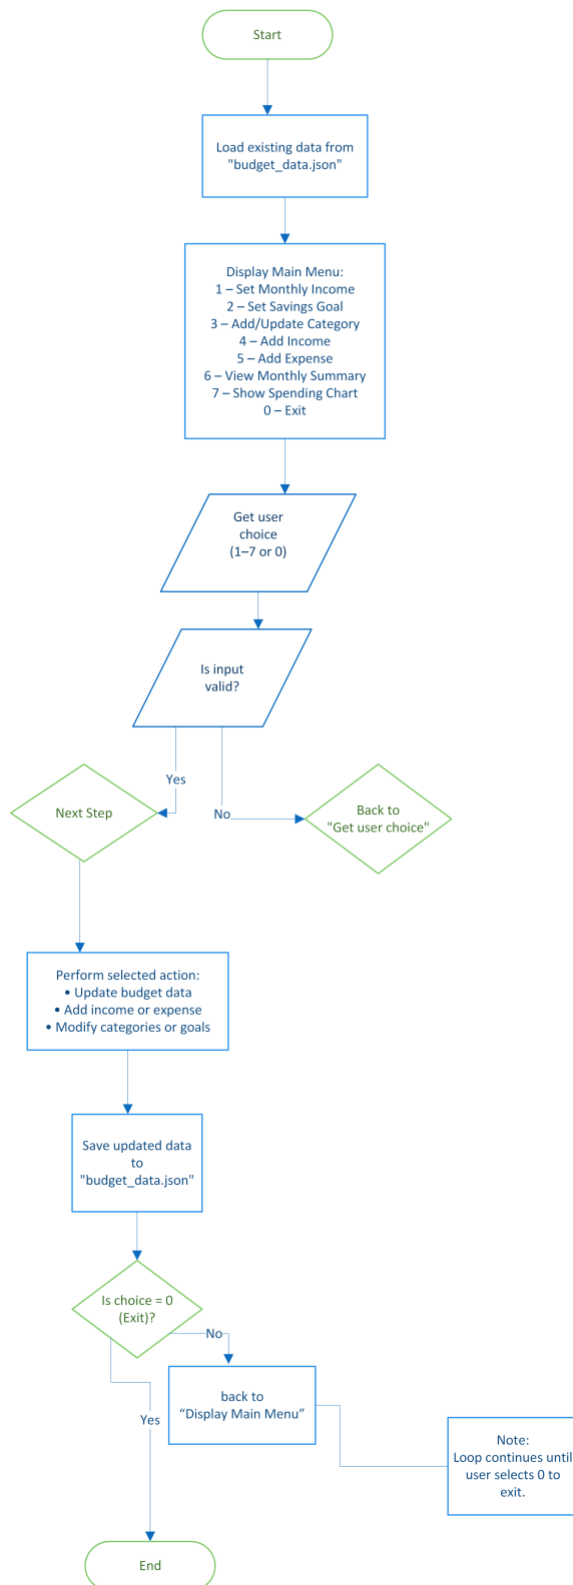 Start
Load existing data from
"budget_data.json"
Display Main Menu:
1 – Set Monthly Income
2 – Set Savings Goal
3 – Add/Update Category
4 – Add Income
5 – Add Expense
6 – View Monthly Summary
7 – Show Spending Chart
0 – Exit
Get user
choice
(1–7 or 0)
Is input
valid?
Yes
No
Next Step
Back to
"Get user choice"
Perform selected action:
• Update budget data
• Add income or expense
• Modify categories or goals
Save updated data
to
"budget_data.json"
Is choice = 0
(Exit)?
No
back to
“Display Main Menu”
Yes
Note:
Loop continues until
user selects 0 to
exit.
End